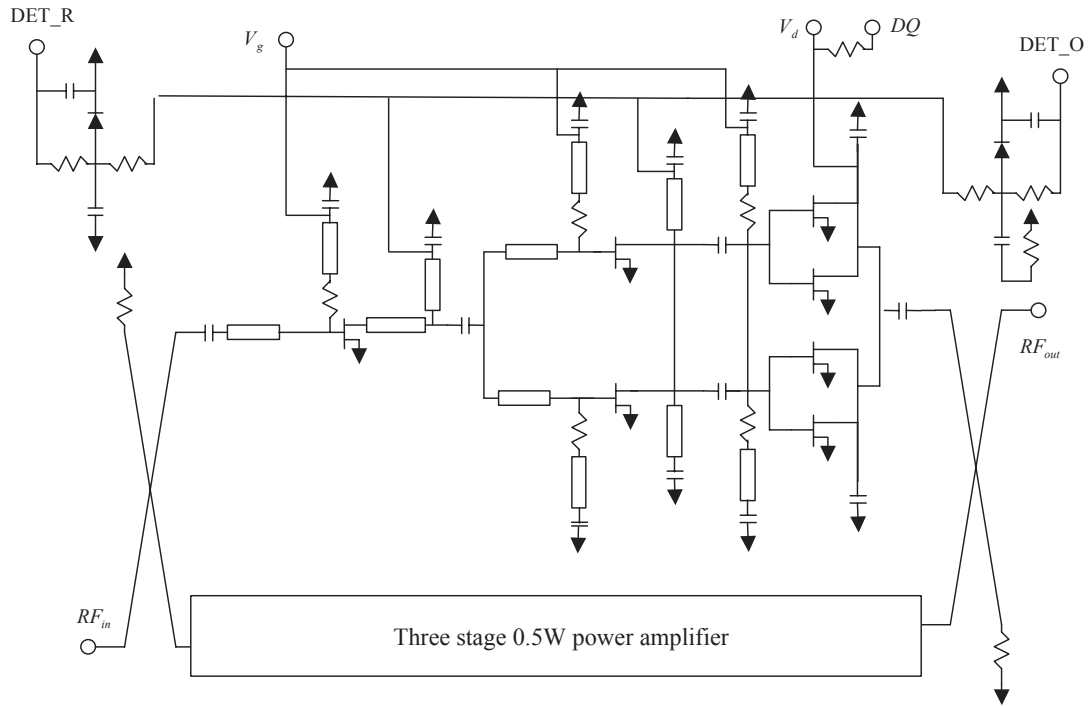 DET_R
V_g
V_d
DQ
DET_O
RF_out
RF_in
Three stage 0.5W power amplifier